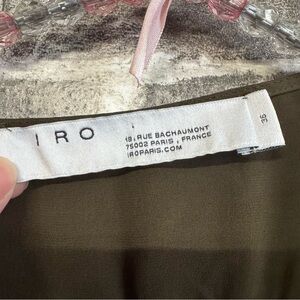 IRO
18, RUE BACHAUMONT
75002 PARIS, FRANCE
IROPARIS.COM
36